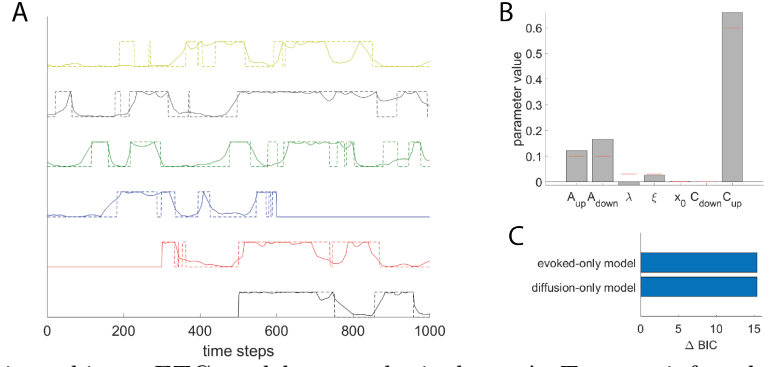 A
0
200
400
600
800
1000
time steps
B
parameter value
0.6
0.5
0.4
0.3
0.2
0.1
0
A_up A_down λ ξ x_0 C_down C_up
C
evoked-only model
diffusion-only model
0 5 10 15
Δ BIC